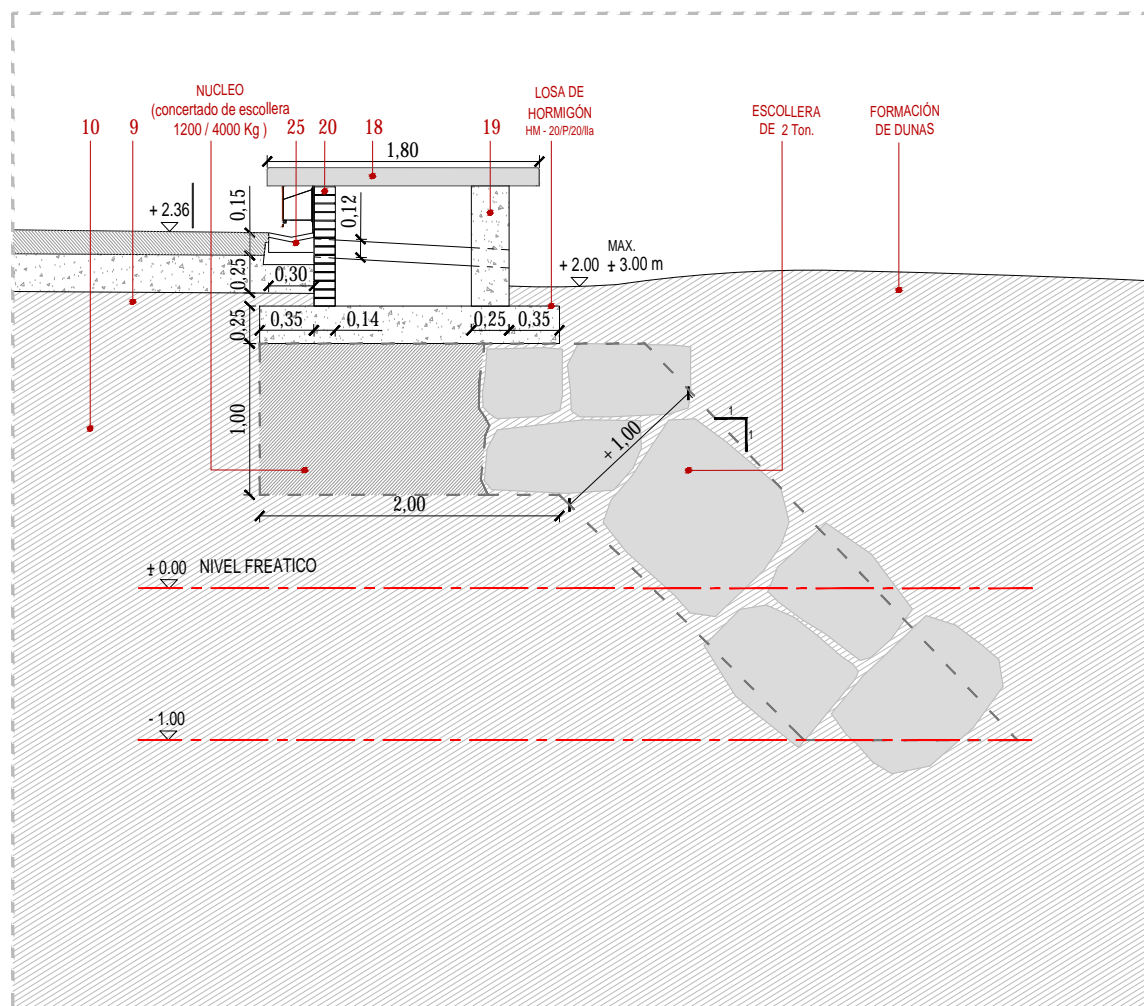 NUCLEO
(concertado de escollera
1200 / 4000 Kg )
LOSA DE
HORMIGÓN
HM - 20/P/20/IIa
ESCOLLERA
DE 2 Ton.
FORMACIÓN
DE DUNAS
10
9
25
20
18
19
1,80
+ 2.36
0,15
0,12
MAX.
+ 2.00 ± 3.00 m
0,25
0,30
0,25
0,35
0,14
0,25
0,35
1,00
+ 1,00
1
1
2,00
± 0.00 NIVEL FREATICO
- 1.00